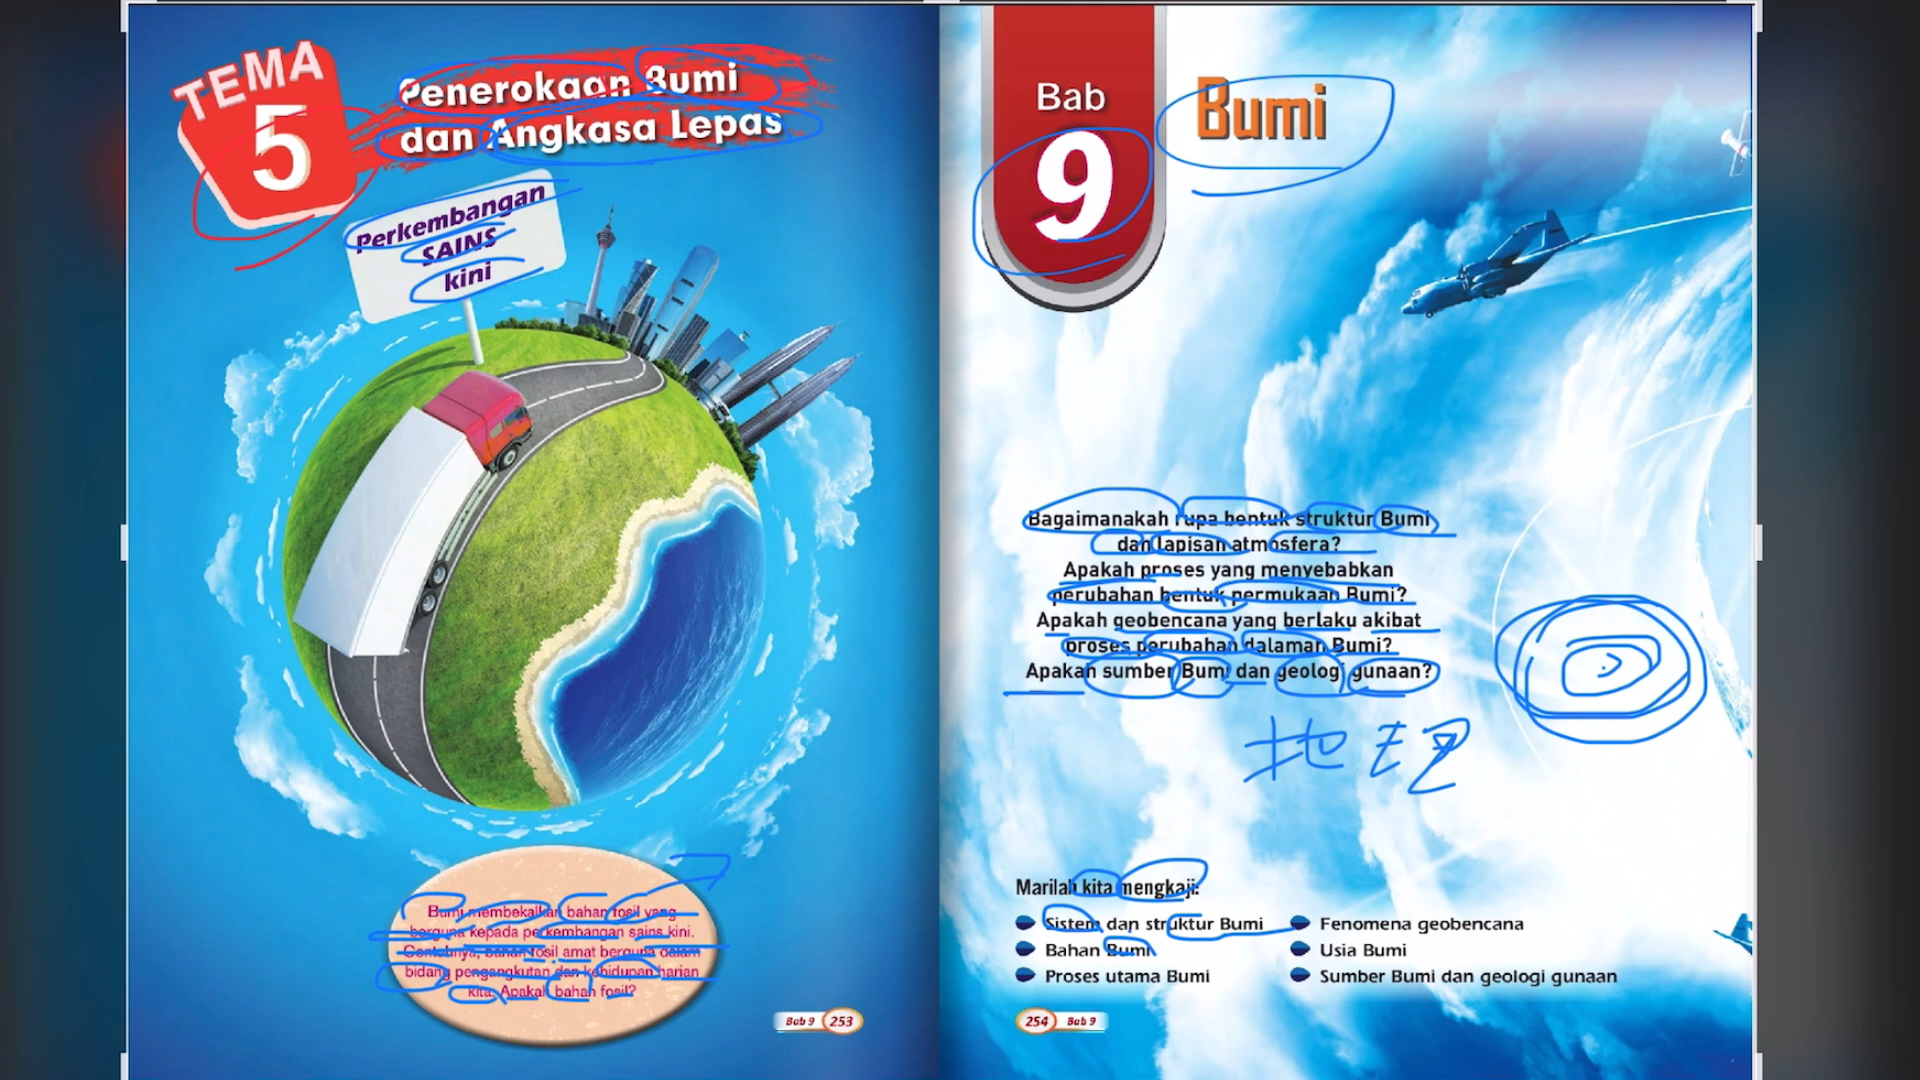 TEMA
5
Penerokaan Bumi
dan Angkasa Lepas
Perkembangan
SAINS
kini
Bumi membekalkan bahan fosil yang
berguna kepada perkembangan sains kini.
Contohnya, bahan fosil amat berguna dalam
bidang pengangkutan dan kehidupan harian
kita. Apakah bahan fosil?
Bab 9 253
Bab
9
Bumi
Bagaimanakah rupa bentuk struktur Bumi
dan lapisan atmosfera?
Apakah proses yang menyebabkan
perubahan bentuk permukaan Bumi?
Apakah geobencana yang berlaku akibat
proses perubahan dalaman Bumi?
Apakah sumber Bumi dan geologi gunaan?
地理
Marilah kita mengkaji:
Sistem dan struktur Bumi
Bahan Bumi
Proses utama Bumi
Fenomena geobencana
Usia Bumi
Sumber Bumi dan geologi gunaan
254 Bab 9